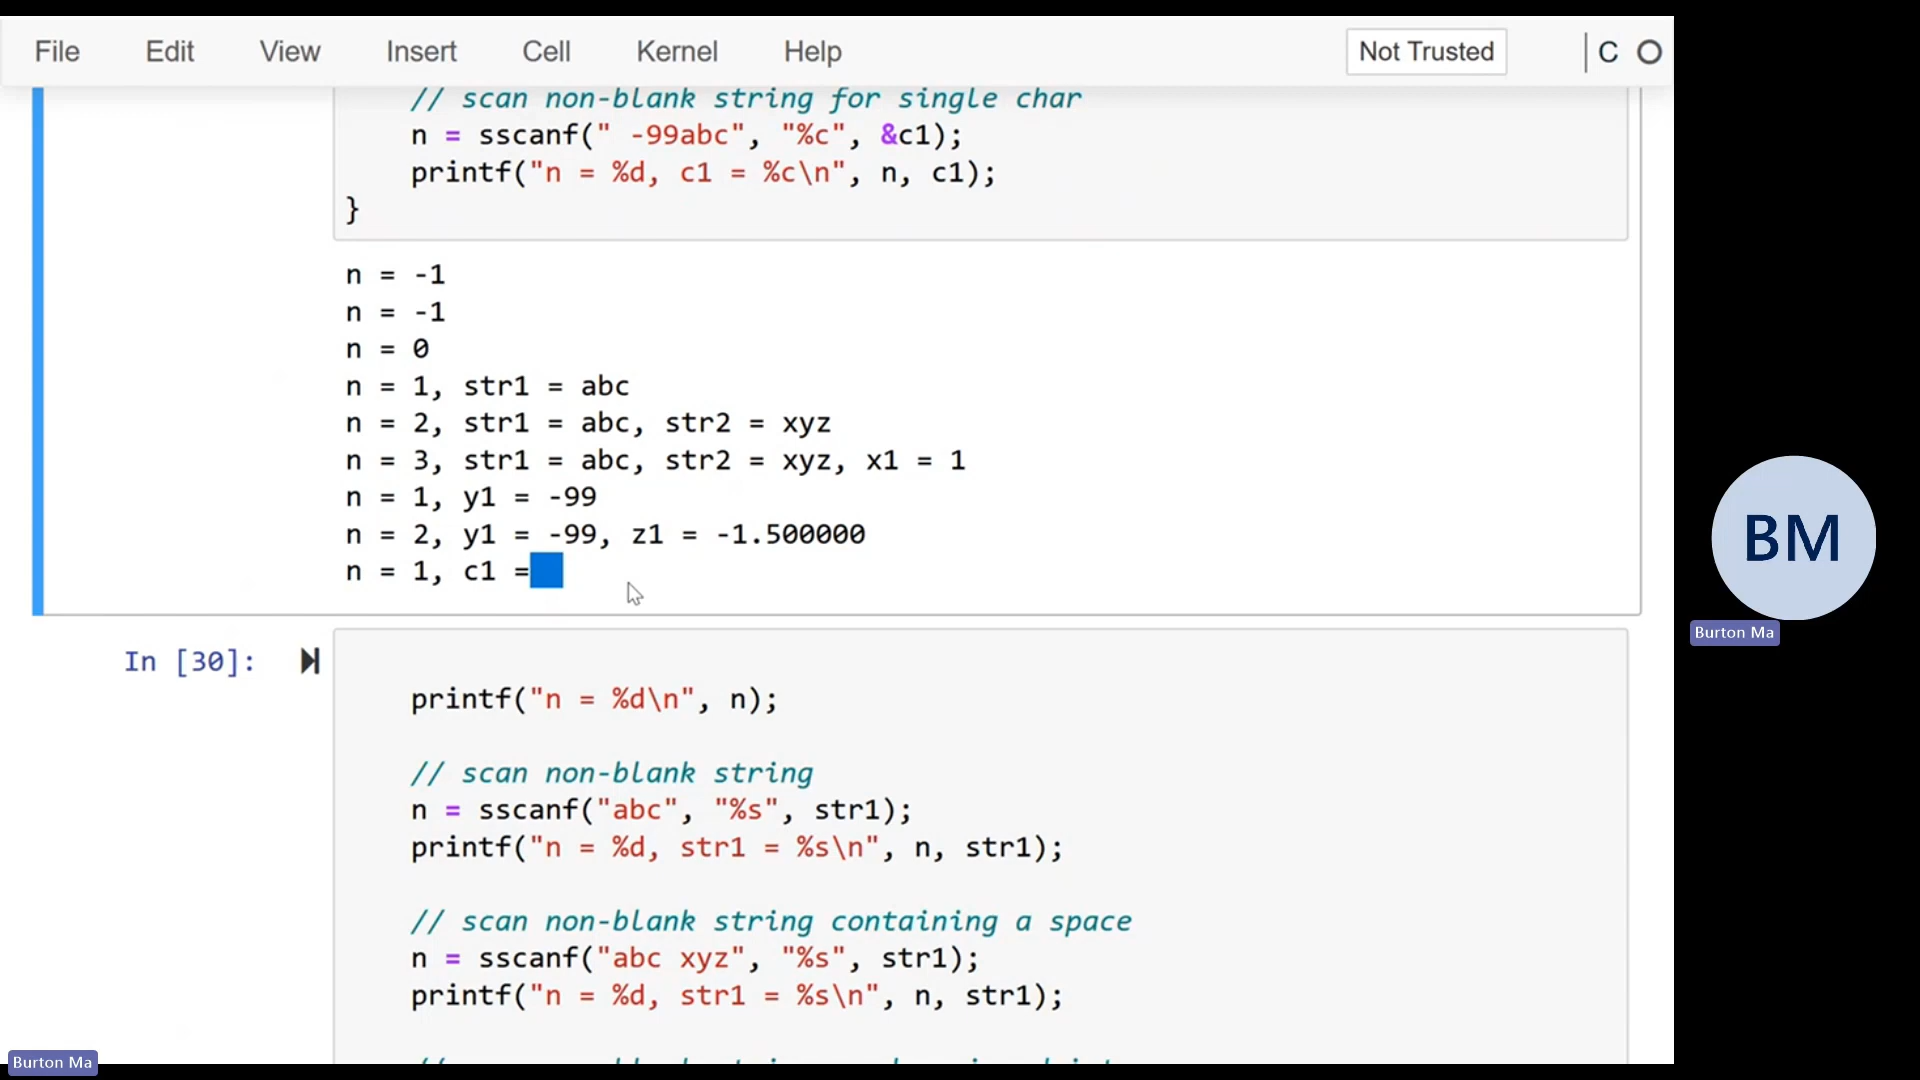 File Edit View Insert Cell Kernel Help Not Trusted C
// scan non-blank string for single char
n = sscanf(" -99abc", "%c", &c1);
printf("n = %d, c1 = %c\n", n, c1);
}
n = -1
n = -1
n = 0
n = 1, str1 = abc
n = 2, str1 = abc, str2 = xyz
n = 3, str1 = abc, str2 = xyz, x1 = 1
n = 1, y1 = -99
n = 2, y1 = -99, z1 = -1.500000
n = 1, c1 =
BM
Burton Ma
In [30]:
printf("n = %d\n", n);
// scan non-blank string
n = sscanf("abc", "%s", str1);
printf("n = %d, str1 = %s\n", n, str1);
// scan non-blank string containing a space
n = sscanf("abc xyz", "%s", str1);
printf("n = %d, str1 = %s\n", n, str1);
Burton Ma